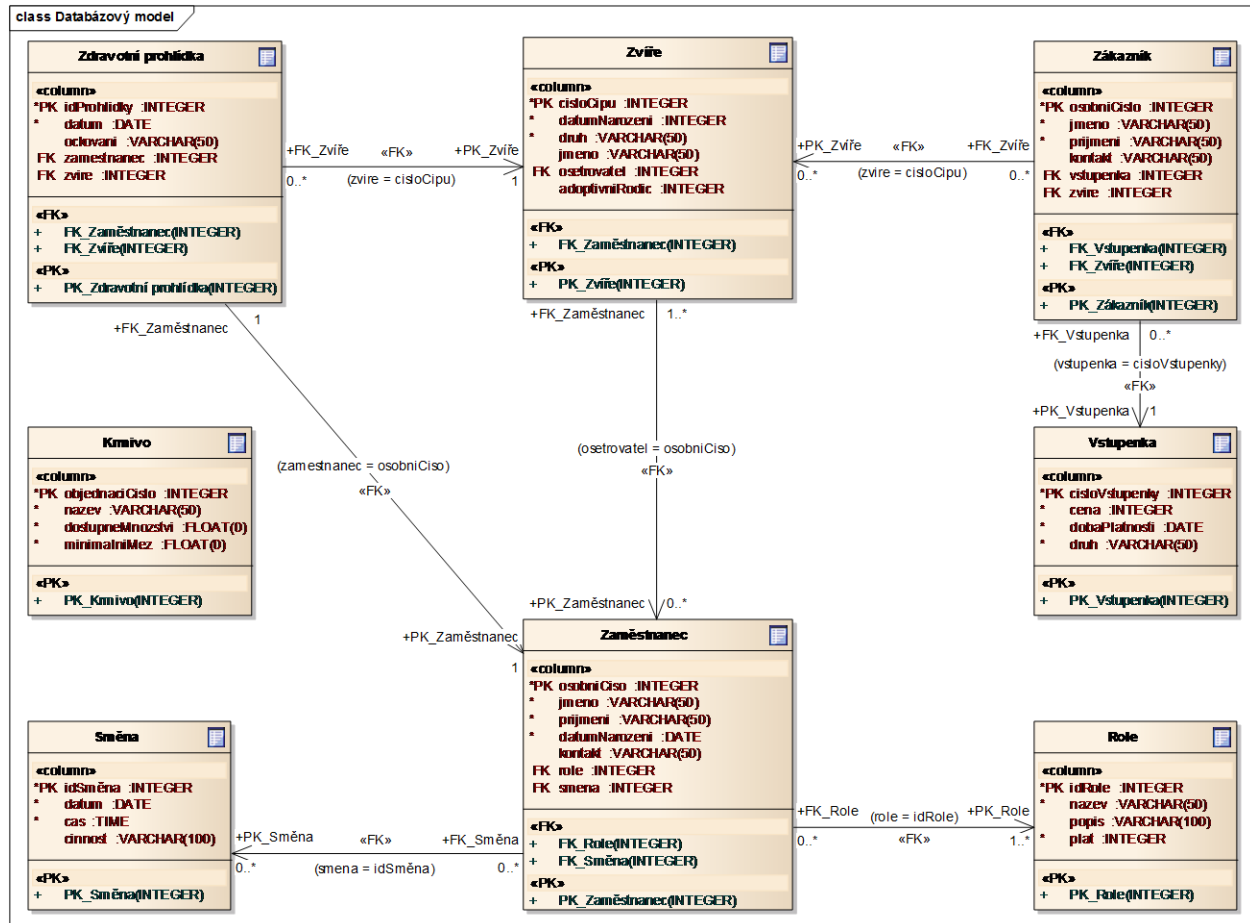 class Databázový model
Zdravotní prohlídka
«column»
*PK idProhlidky :INTEGER
* datum :DATE
ockovani :VARCHAR(50)
FK zamestnanec :INTEGER
FK zvire :INTEGER
«FK»
+ FK_Zaměstnanec(INTEGER)
+ FK_Zvíře(INTEGER)
«PK»
+ PK_Zdravotní prohlídka(INTEGER)
+FK_Zvíře
«FK»
+PK_Zvíře
0..*
(zvire = cisloCipu)
1
Zvíře
«column»
*PK cisloCipu :INTEGER
* datumNarozeni :INTEGER
* druh :VARCHAR(50)
jmeno :VARCHAR(50)
FK osetrovatel :INTEGER
adoptivniRodic :INTEGER
«FK»
+ FK_Zaměstnanec(INTEGER)
«PK»
+ PK_Zvíře(INTEGER)
+PK_Zvíře
«FK»
+FK_Zvíře
0..*
(zvire = cisloCipu)
0..*
Zákazník
«column»
*PK osobniCislo :INTEGER
* jmeno :VARCHAR(50)
* prijmeni :VARCHAR(50)
kontakt :VARCHAR(50)
FK vstupenka :INTEGER
FK zvire :INTEGER
«FK»
+ FK_Vstupenka(INTEGER)
+ FK_Zvíře(INTEGER)
«PK»
+ PK_Zákazník(INTEGER)
+FK_Zaměstnanec
1
+FK_Zaměstnanec
1..*
+FK_Vstupenka
0..*
(vstupenka = cisloVstupenky)
«FK»
+PK_Vstupenka
1
Krmivo
«column»
*PK objednaciCislo :INTEGER
* nazev :VARCHAR(50)
* dostupneMnozstvi :FLOAT(0)
* minimalniMez :FLOAT(0)
«PK»
+ PK_Krmivo(INTEGER)
(zamestnanec = osobniCiso)
«FK»
(osetrovatel = osobniCiso)
«FK»
Vstupenka
«column»
*PK cisloVstupenky :INTEGER
* cena :INTEGER
* dobaPlatnosti :DATE
* druh :VARCHAR(50)
«PK»
+ PK_Vstupenka(INTEGER)
+PK_Zaměstnanec
0..*
+PK_Zaměstnanec
1
Zaměstnanec
«column»
*PK osobniCiso :INTEGER
* jmeno :VARCHAR(50)
* prijmeni :VARCHAR(50)
* datumNarozeni :DATE
kontakt :VARCHAR(50)
FK role :INTEGER
FK smena :INTEGER
«FK»
+ FK_Role(INTEGER)
+ FK_Směna(INTEGER)
«PK»
+ PK_Zaměstnanec(INTEGER)
Směna
«column»
*PK idSměna :INTEGER
* datum :DATE
* cas :TIME
cinnost :VARCHAR(100)
«PK»
+ PK_Směna(INTEGER)
+PK_Směna
«FK»
+FK_Směna
0..*
(smena = idSměna)
0..*
+FK_Role
(role = idRole)
+PK_Role
0..*
«FK»
1..*
Role
«column»
*PK idRole :INTEGER
* nazev :VARCHAR(50)
popis :VARCHAR(100)
* plat :INTEGER
«PK»
+ PK_Role(INTEGER)